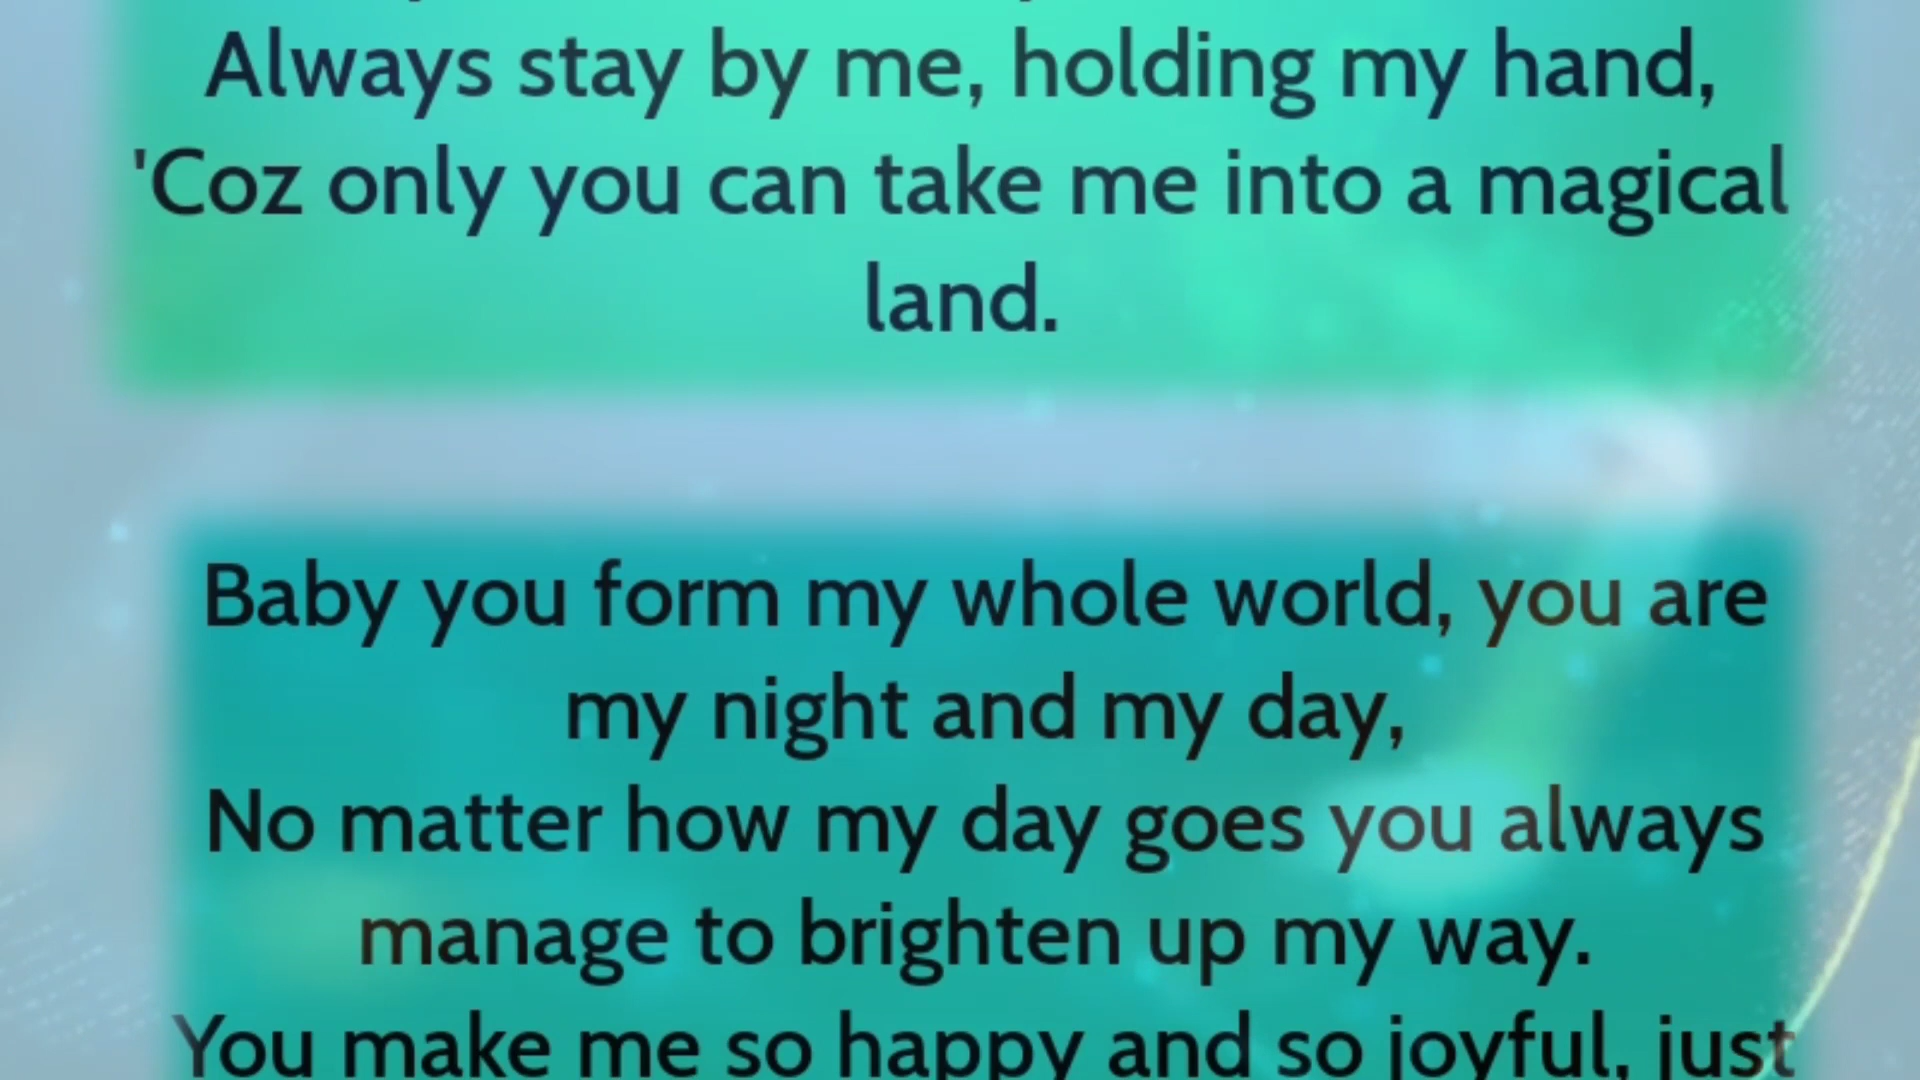 Always stay by me, holding my hand,
'Coz only you can take me into a magical
land.
Baby you form my whole world, you are
my night and my day,
No matter how my day goes you always
manage to brighten up my way.
You make me so happy and so joyful, just